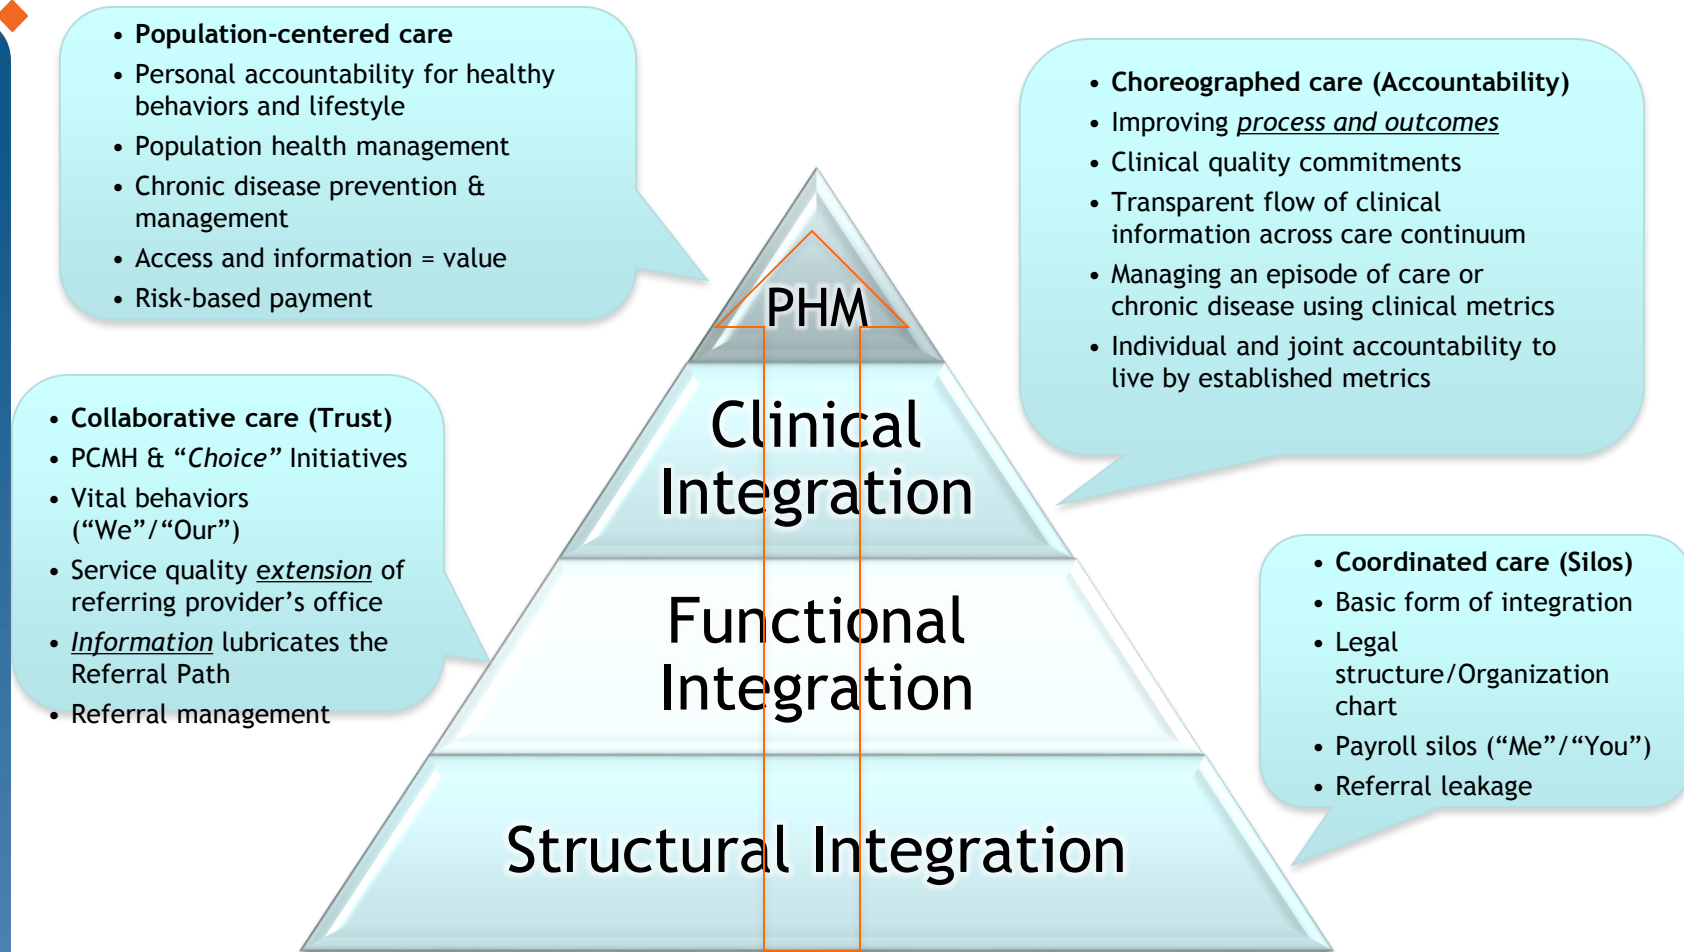 • Population-centered care
• Personal accountability for healthy
behaviors and lifestyle
• Population health management
• Chronic disease prevention &
management
• Access and information = value
• Risk-based payment
• Choreographed care (Accountability)
• Improving process and outcomes
• Clinical quality commitments
• Transparent flow of clinical
information across care continuum
• Managing an episode of care or
chronic disease using clinical metrics
• Individual and joint accountability to
live by established metrics
• Collaborative care (Trust)
• PCMH & “Choice” Initiatives
• Vital behaviors
(“We”/“Our”)
• Service quality extension of
referring provider’s office
• Information lubricates the
Referral Path
• Referral management
• Coordinated care (Silos)
• Basic form of integration
• Legal
structure/Organization
chart
• Payroll silos (“Me”/“You”)
• Referral leakage
PHM
Clinical
Integration
Functional
Integration
Structural Integration